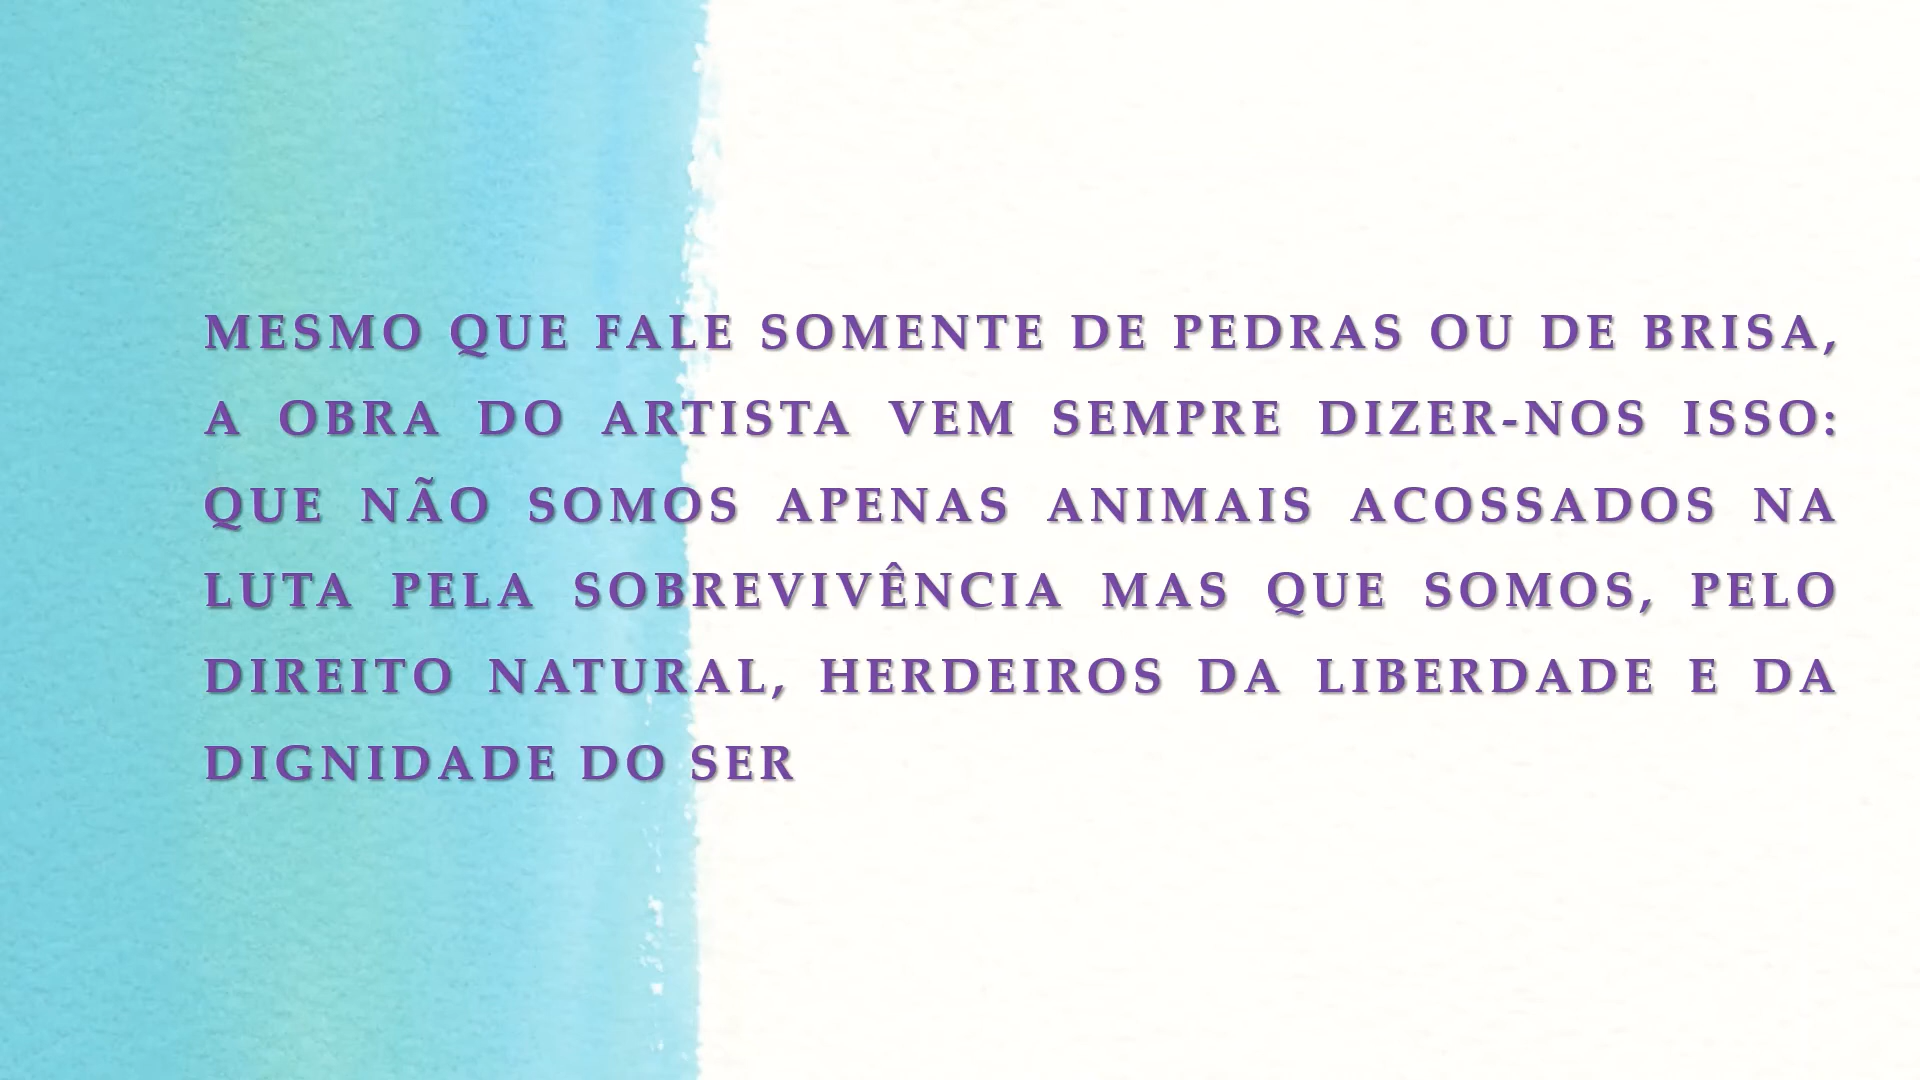 MESMO QUE FALE SOMENTE DE PEDRAS OU DE BRISA,
A OBRA DO ARTISTA VEM SEMPRE DIZER-NOS ISSO:
QUE NÃO SOMOS APENAS ANIMAIS ACOSSADOS NA
LUTA PELA SOBREVIVÊNCIA MAS QUE SOMOS, PELO
DIREITO NATURAL, HERDEIROS DA LIBERDADE E DA
DIGNIDADE DO SER